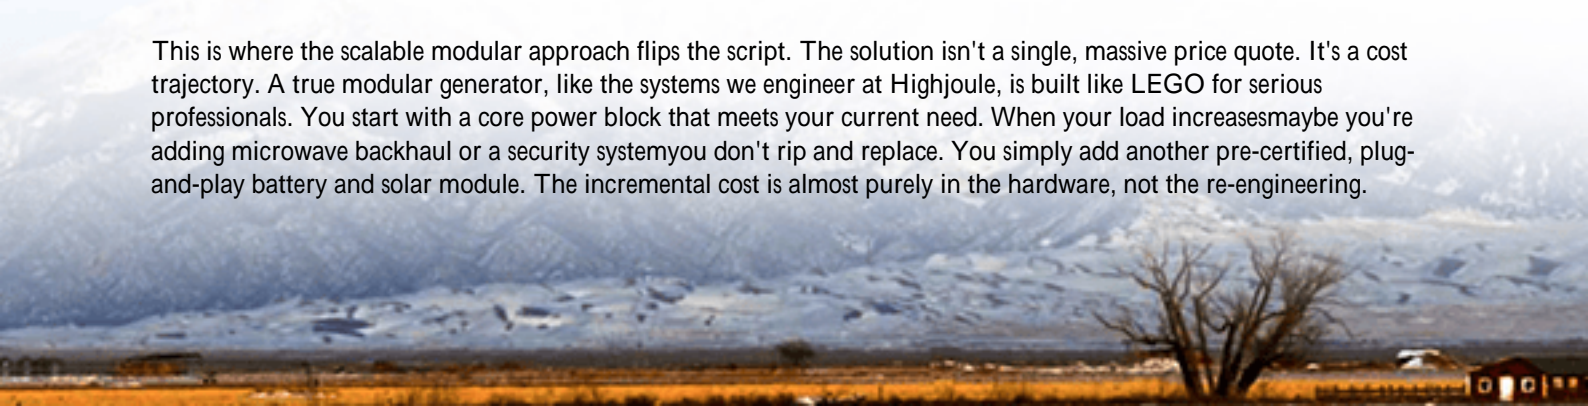 This is where the scalable modular approach flips the script. The solution isn't a single, massive price quote. It's a cost
trajectory. A true modular generator, like the systems we engineer at Highjoule, is built like LEGO for serious
professionals. You start with a core power block that meets your current need. When your load increasesmaybe you're
adding microwave backhaul or a security systemyou don't rip and replace. You simply add another pre-certified, plug-
and-play battery and solar module. The incremental cost is almost purely in the hardware, not the re-engineering.